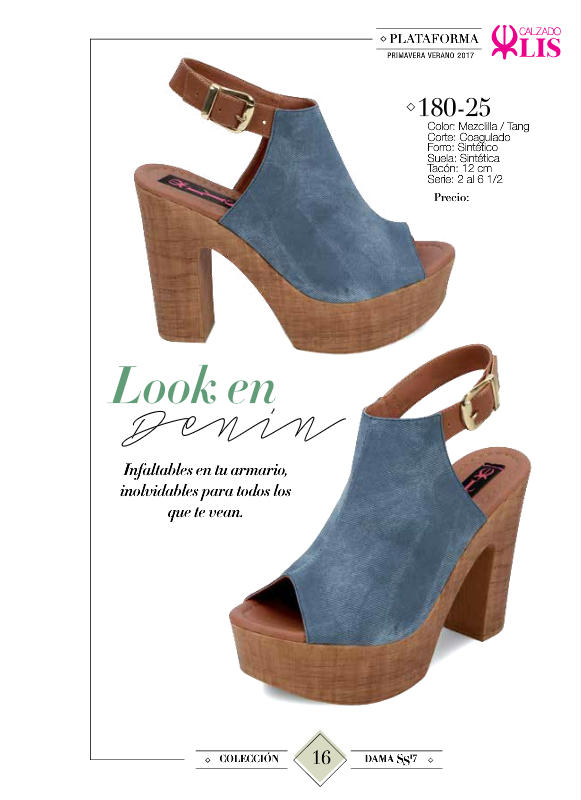 PLATAFORMA
PRIMAVERA VERANO 2017
CALZADO
LIS
180-25
Color: Mezclilla / Tang
Corte: Coagulado
Forro: Sintético
Suela: Sintética
Tacón: 12 cm
Serie: 2 al 6 1/2
Precio:
Look en
Denin
Infaltables en tu armario,
inolvidables para todos los
que te vean.
COLECCIÓN
16
DAMA SS'7